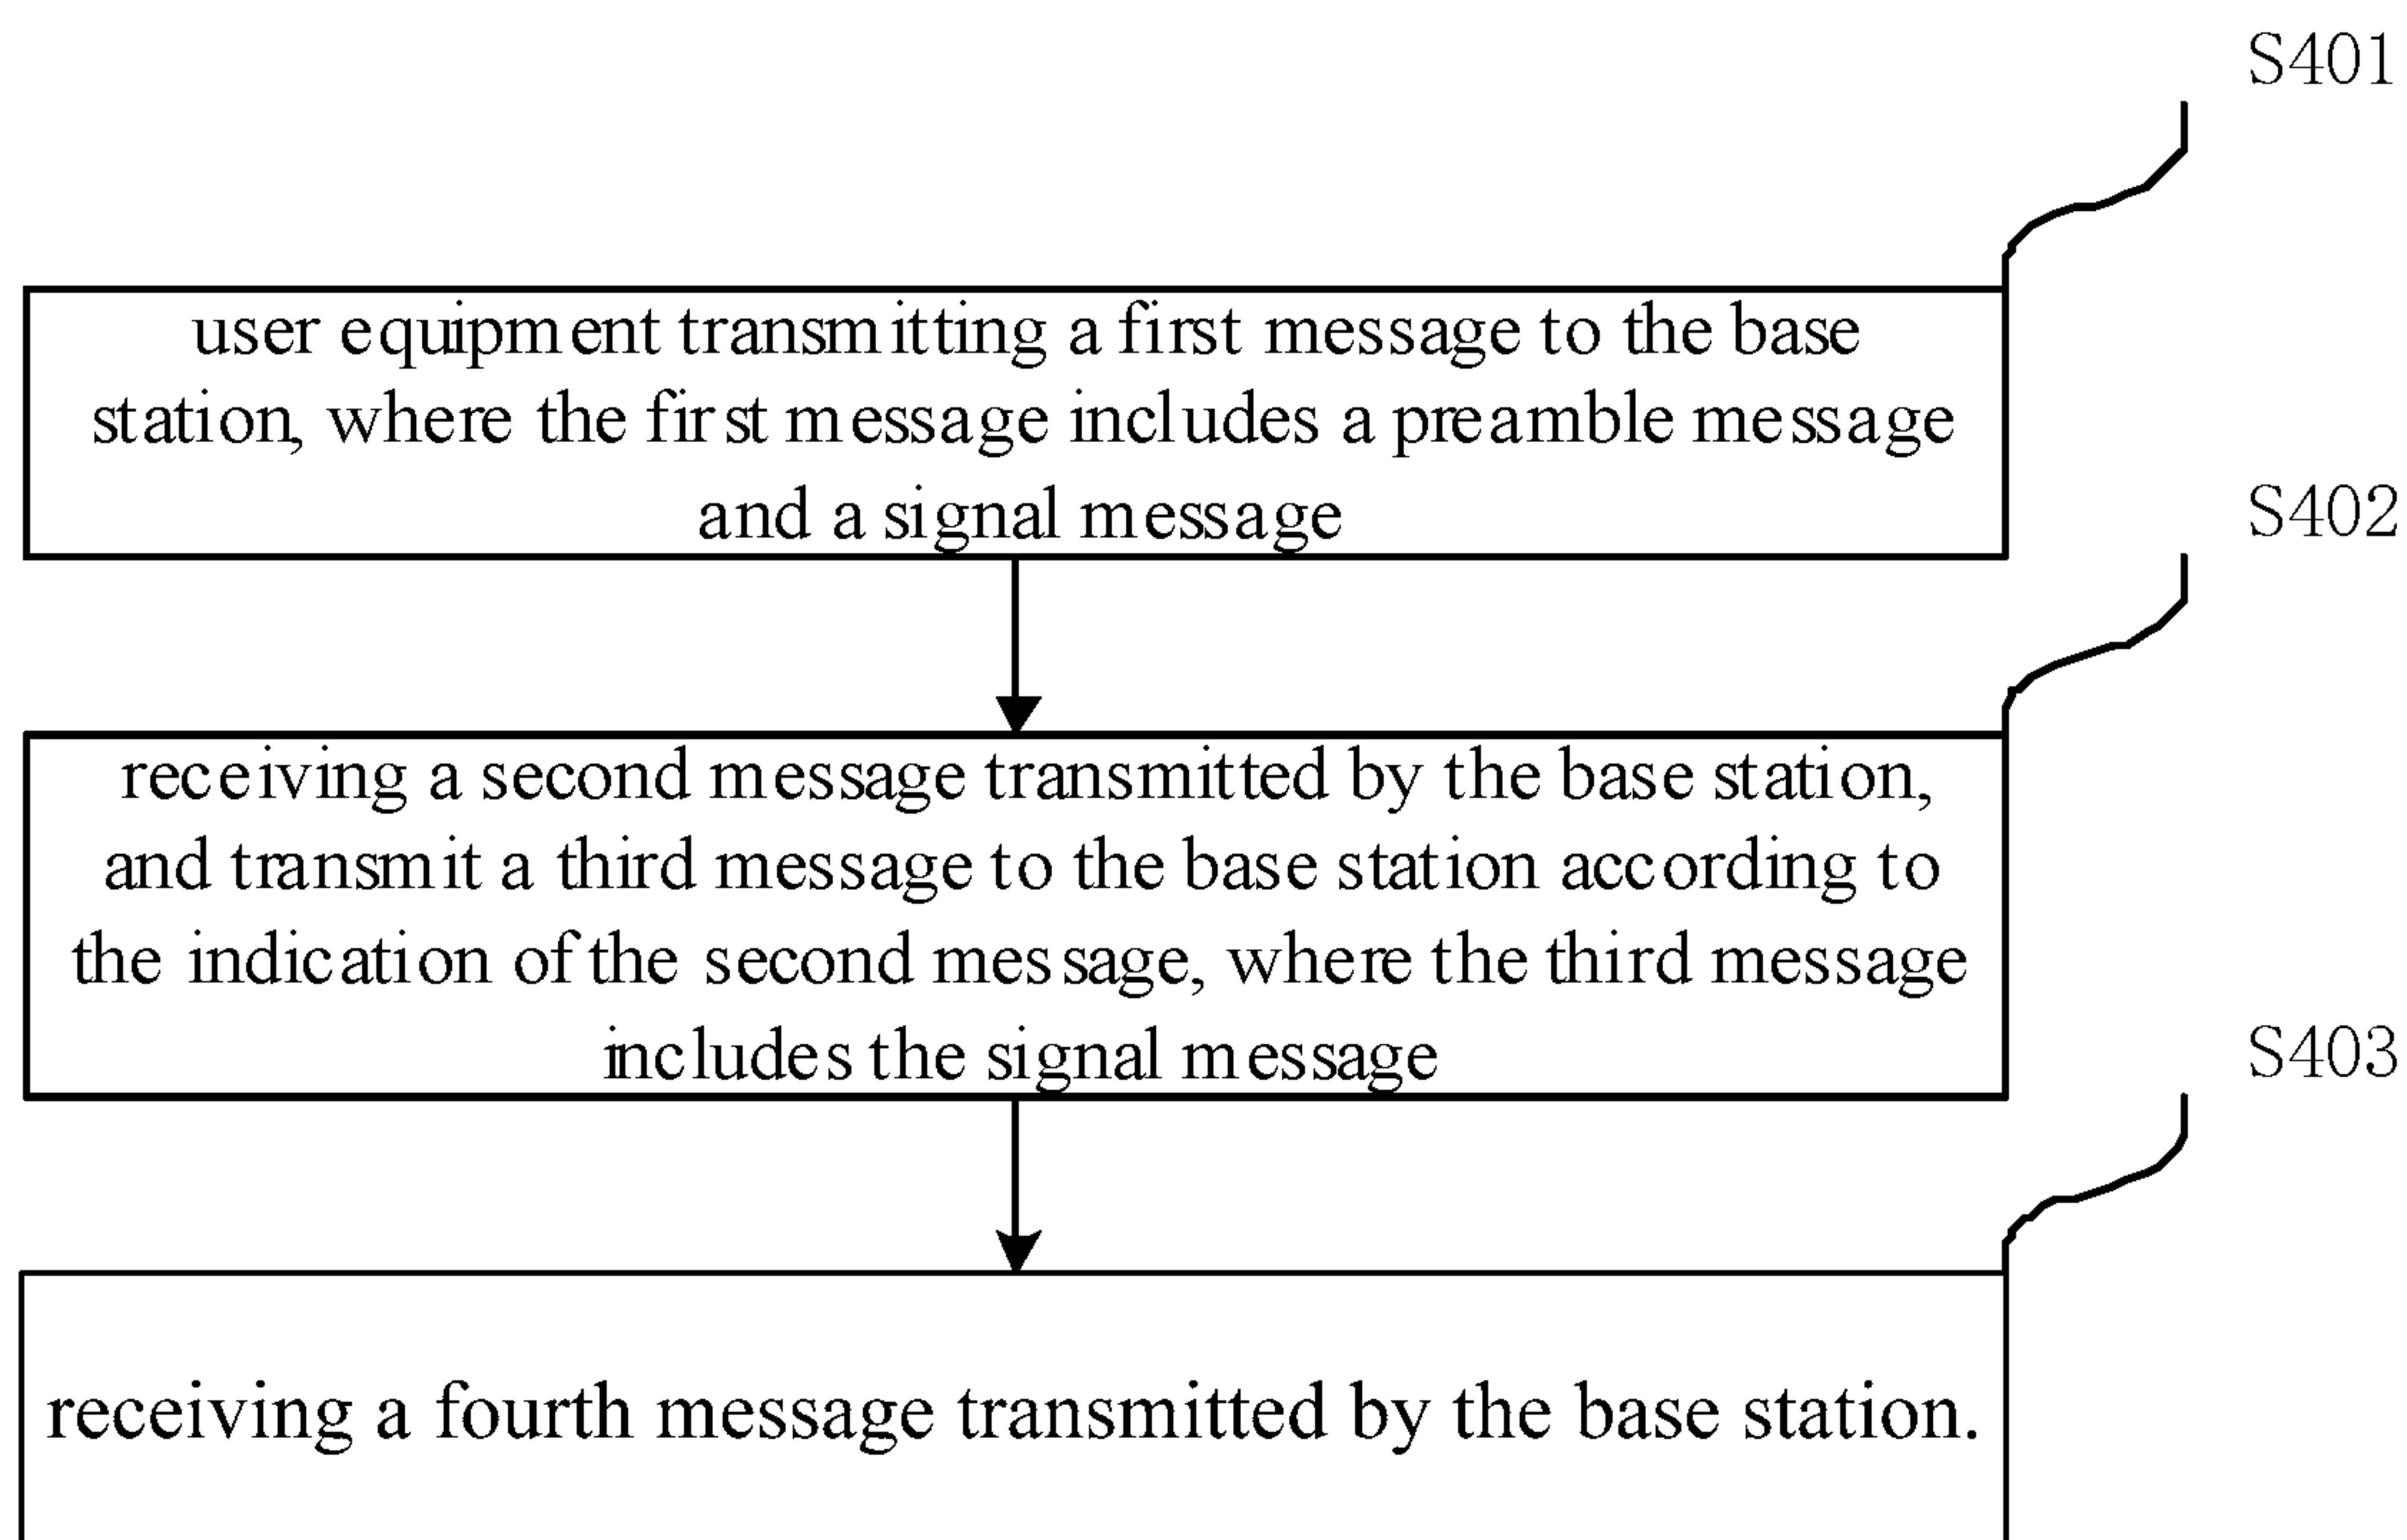 S401
user equipment transmitting a first message to the base
station, where the first message includes a preamble message
and a signal message
S402
receiving a second message transmitted by the base station,
and transmit a third message to the base station according to
the indication of the second message, where the third message
includes the signal message
S403
receiving a fourth message transmitted by the base station.